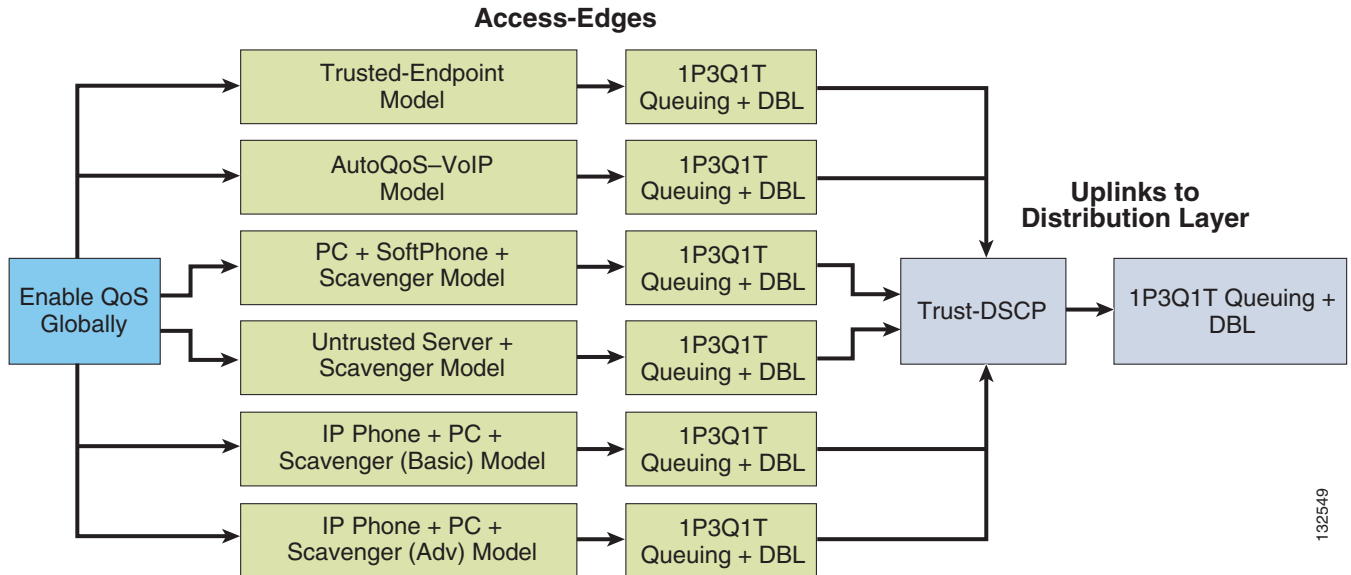 Access-Edges
Trusted-Endpoint
Model
1P3Q1T
Queuing + DBL
AutoQoS–VoIP
Model
1P3Q1T
Queuing + DBL
Uplinks to
Distribution Layer
PC + SoftPhone +
Scavenger Model
1P3Q1T
Queuing + DBL
Enable QoS
Globally
Trust-DSCP
1P3Q1T Queuing +
DBL
Untrusted Server +
Scavenger Model
1P3Q1T
Queuing + DBL
IP Phone + PC +
Scavenger (Basic) Model
1P3Q1T
Queuing + DBL
IP Phone + PC +
Scavenger (Adv) Model
1P3Q1T
Queuing + DBL
132549